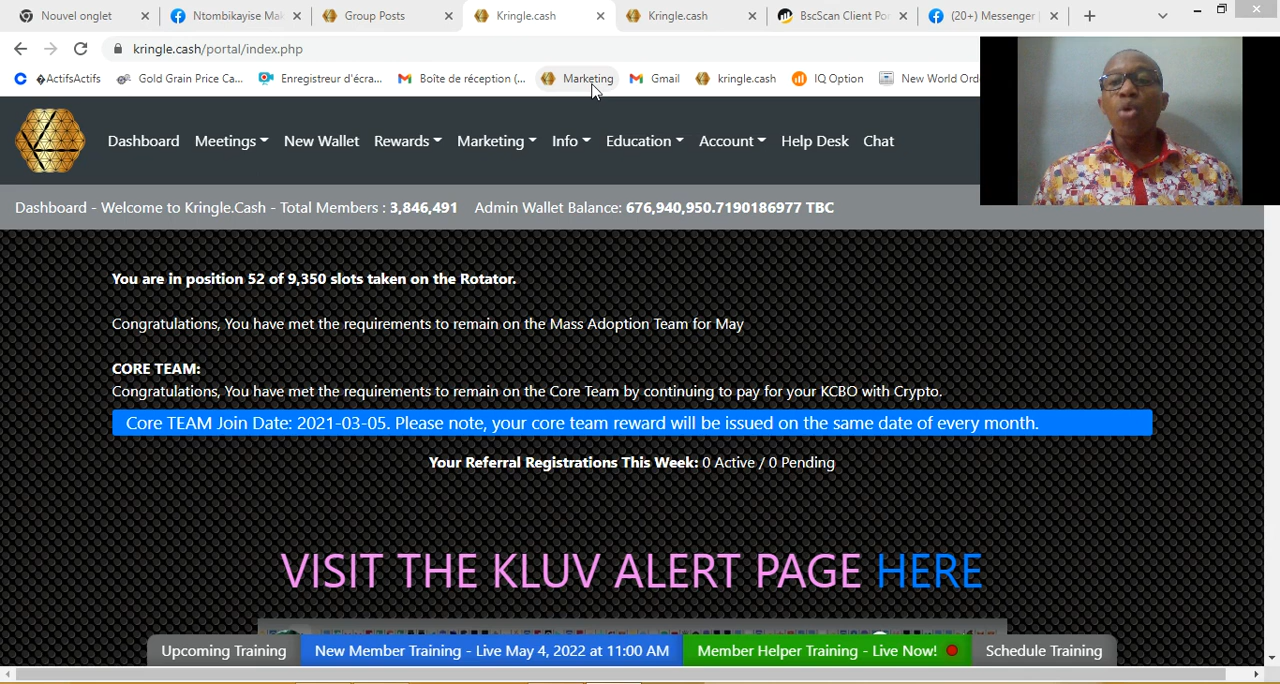 Nouvel onglet
Ntombikayise Mak
Group Posts
Kringle.cash
Kringle.cash
BscScan Client Por
(20+) Messenger
kringle.cash/portal/index.php
�ActifsActifs
Gold Grain Price Ca...
Enregistreur d'écra...
Boîte de réception (...
Marketing
Gmail
kringle.cash
IQ Option
New World Ord
Dashboard
Meetings
New Wallet
Rewards
Marketing
Info
Education
Account
Help Desk
Chat
Dashboard - Welcome to Kringle.Cash - Total Members : 3,846,491 Admin Wallet Balance: 676,940,950.7190186977 TBC
You are in position 52 of 9,350 slots taken on the Rotator.
Congratulations, You have met the requirements to remain on the Mass Adoption Team for May
CORE TEAM:
Congratulations, You have met the requirements to remain on the Core Team by continuing to pay for your KCBO with Crypto.
Core TEAM Join Date: 2021-03-05. Please note, your core team reward will be issued on the same date of every month.
Your Referral Registrations This Week: 0 Active / 0 Pending
VISIT THE KLUV ALERT PAGE HERE
Upcoming Training
New Member Training - Live May 4, 2022 at 11:00 AM
Member Helper Training - Live Now!
Schedule Training